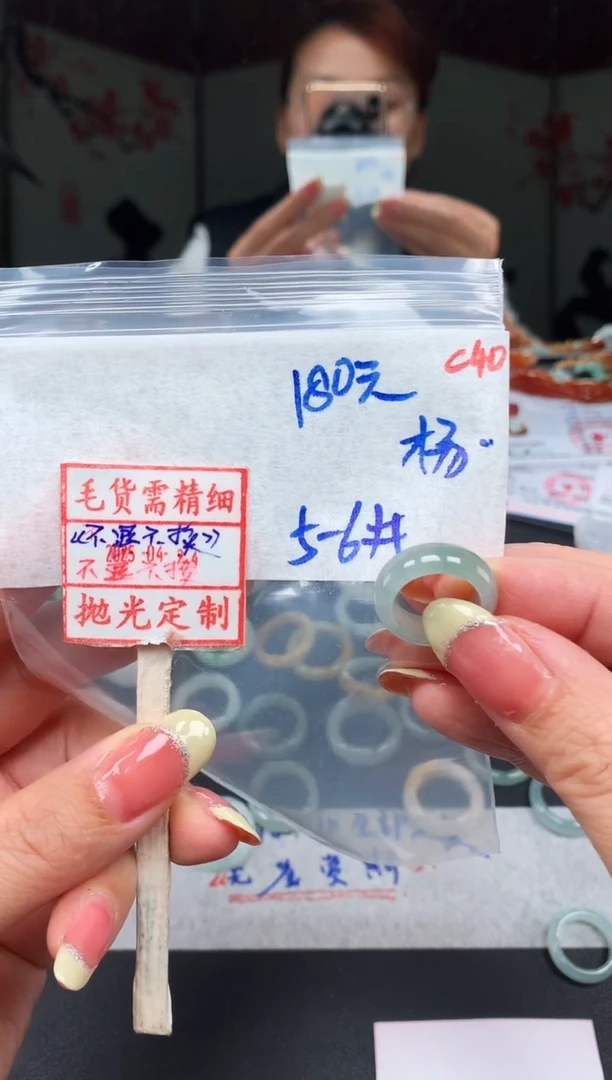 C40
180元
杨
5-6#
毛货需精细
《不退不换》
2025-04-24
不退不换
抛光定制